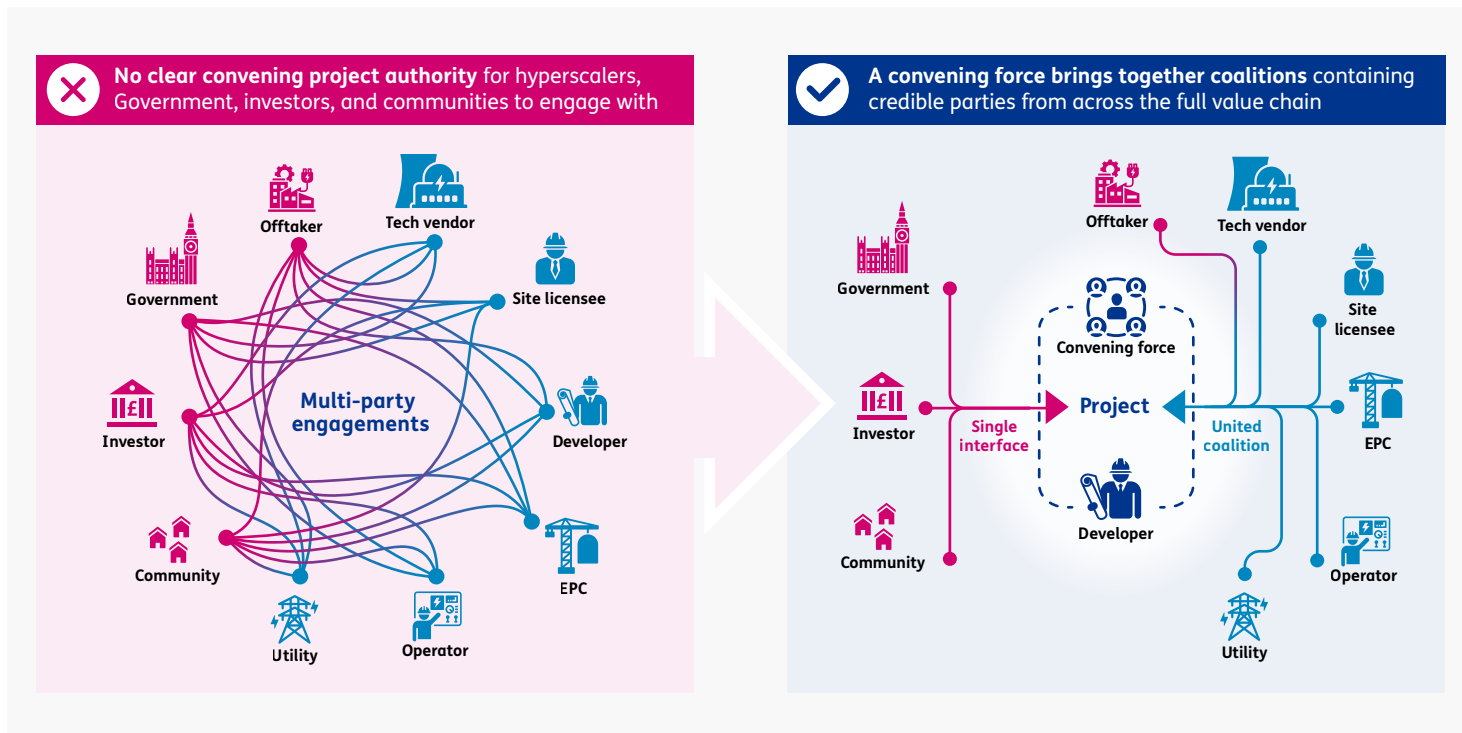 No clear convening project authority for hyperscalers,
Government, investors, and communities to engage with
Offtaker
Tech vendor
Government
Site licensee
Multi-party
engagements
Investor
Developer
Community
EPC
Utility
Operator
A convening force brings together coalitions containing
credible parties from across the full value chain
Offtaker
Tech vendor
Government
Site
licensee
Convening force
Project
Investor
Single
interface
United
coalition
EPC
Developer
Community
Operator
Utility